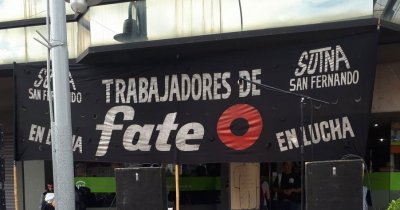 SUTNA
SAN FERNANDO
TRABAJADORES DE
SUTNA
SAN FERNANDO
EN LUCHA
fate
EN LUCHA